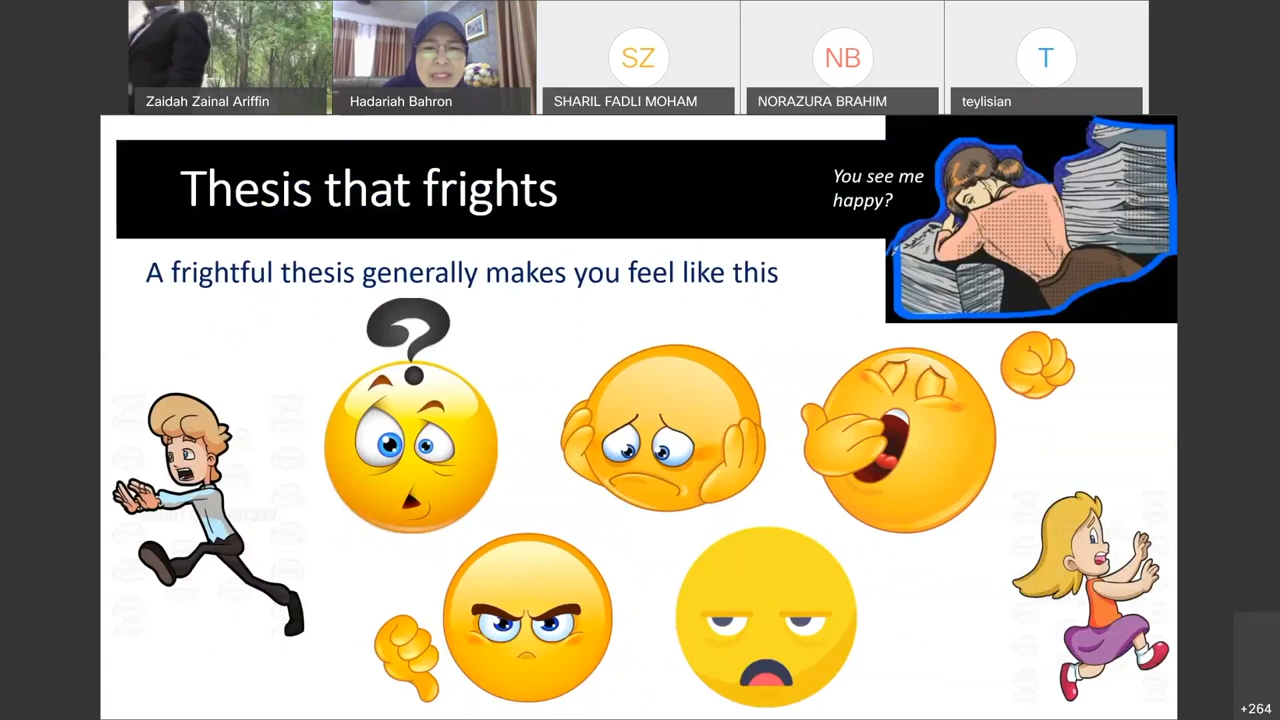 Zaidah Zainal Ariffin
Hadariah Bahron
SZ
SHARIL FADLI MOHAM
NB
NORAZURA BRAHIM
T
teylisian
Thesis that frights
You see me
happy?
A frightful thesis generally makes you feel like this
?
+264